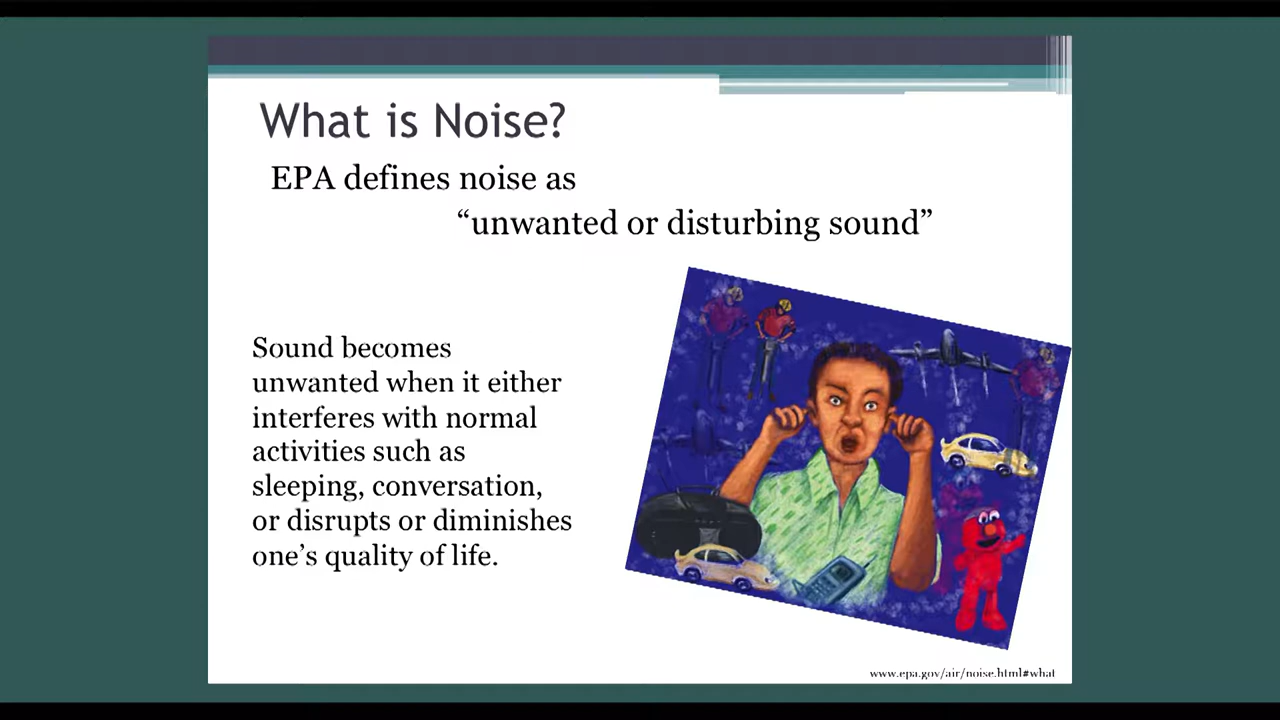 What is Noise?
EPA defines noise as
“unwanted or disturbing sound”
Sound becomes
unwanted when it either
interferes with normal
activities such as
sleeping, conversation,
or disrupts or diminishes
one’s quality of life.
www.epa.gov/air/noise.html#what